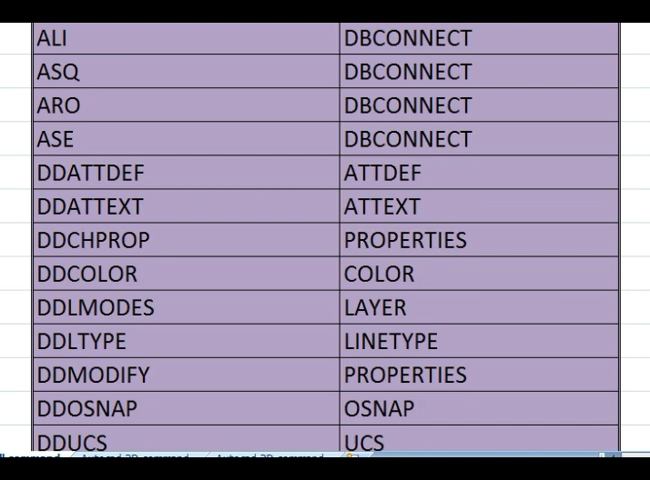 ALI DBCONNECT
ASQ DBCONNECT
ARO DBCONNECT
ASE DBCONNECT
DDATTDEF ATTDEF
DDATTEXT ATTEXT
DDCHPROP PROPERTIES
DDCOLOR COLOR
DDLMODES LAYER
DDLTYPE LINETYPE
DDMODIFY PROPERTIES
DDOSNAP OSNAP
DDUCS UCS